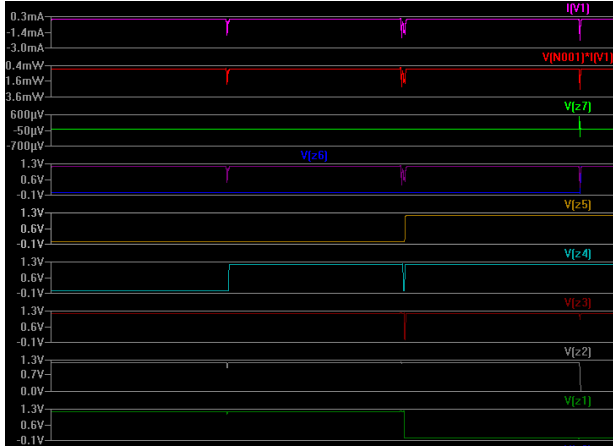 I(V1)
0.3mA
-1.4mA
-3.0mA
V(N001)*I(V1)
0.4mW
1.6mW
3.6mW
V(z7)
600µV
-50µV
-700µV
V(z6)
1.3V
0.6V
-0.1V
V(z5)
1.3V
0.6V
-0.1V
V(z4)
1.3V
0.6V
-0.1V
V(z3)
1.3V
0.6V
-0.1V
V(z2)
1.3V
0.7V
0.0V
V(z1)
1.3V
0.6V
-0.1V